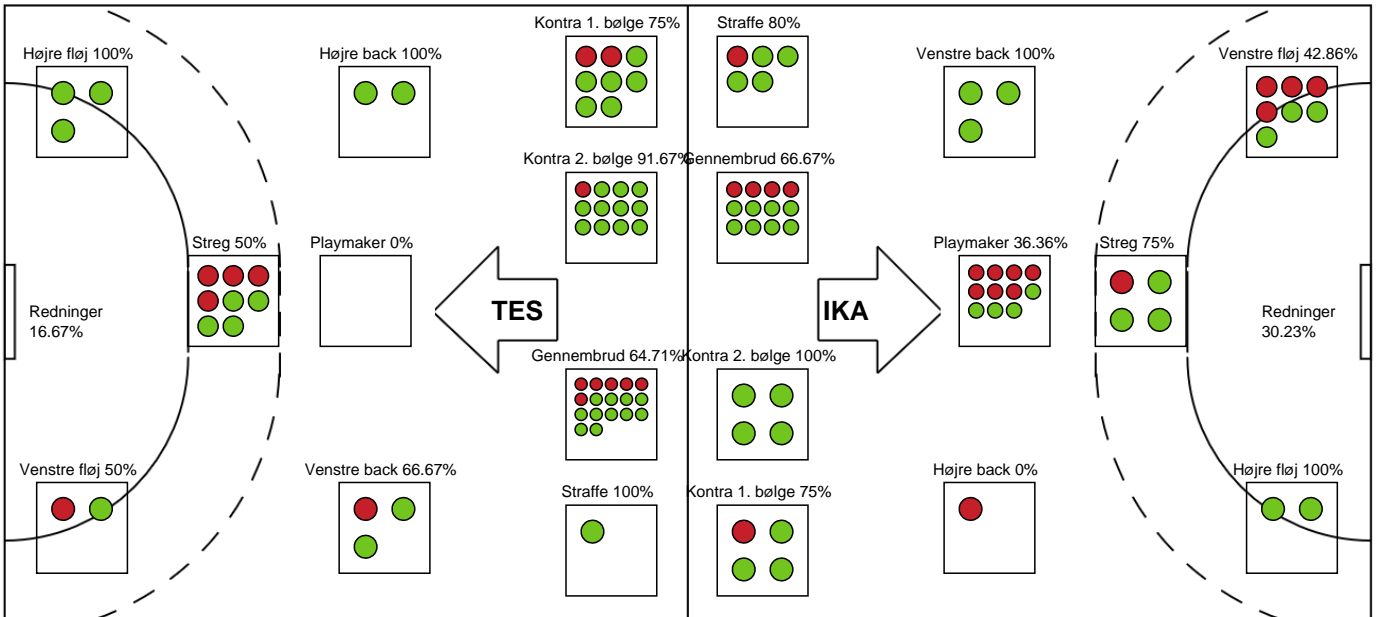 Kontra 1. bølge 75%
Straffe 80%
Højre fløj 100%
Højre back 100%
Venstre back 100%
Venstre fløj 42.86%
Kontra 2. bølge 91.67%
Gennembrud 66.67%
Streg 50%
Playmaker 0%
Playmaker 36.36%
Streg 75%
Redninger
16.67%
TES
IKA
Redninger
30.23%
Gennembrud 64.71%
Kontra 2. bølge 100%
Venstre fløj 50%
Venstre back 66.67%
Straffe 100%
Kontra 1. bølge 75%
Højre back 0%
Højre fløj 100%